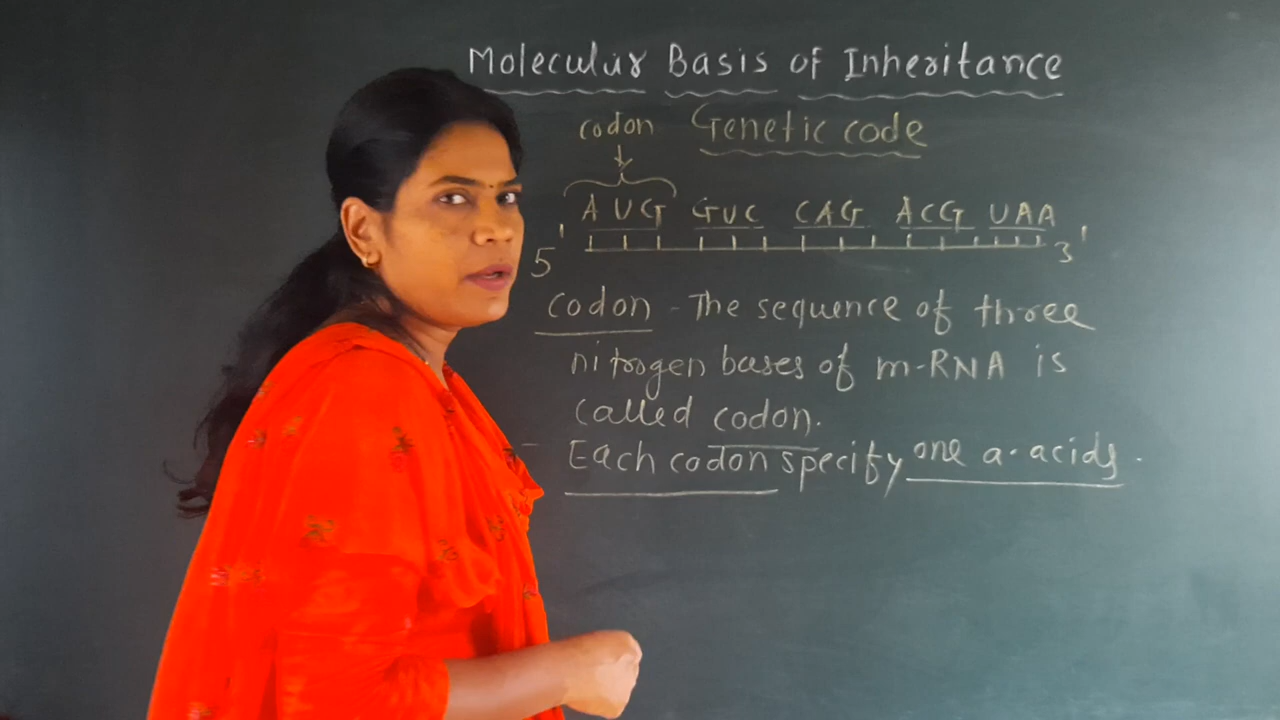 Molecular Basis of Inheritance
codon Genetic code
AUG GUC CAG ACG UAA
5' 3'
codon - The sequence of three
nitrogen bases of m-RNA is
called codon.
- Each codon specify one a.acids.